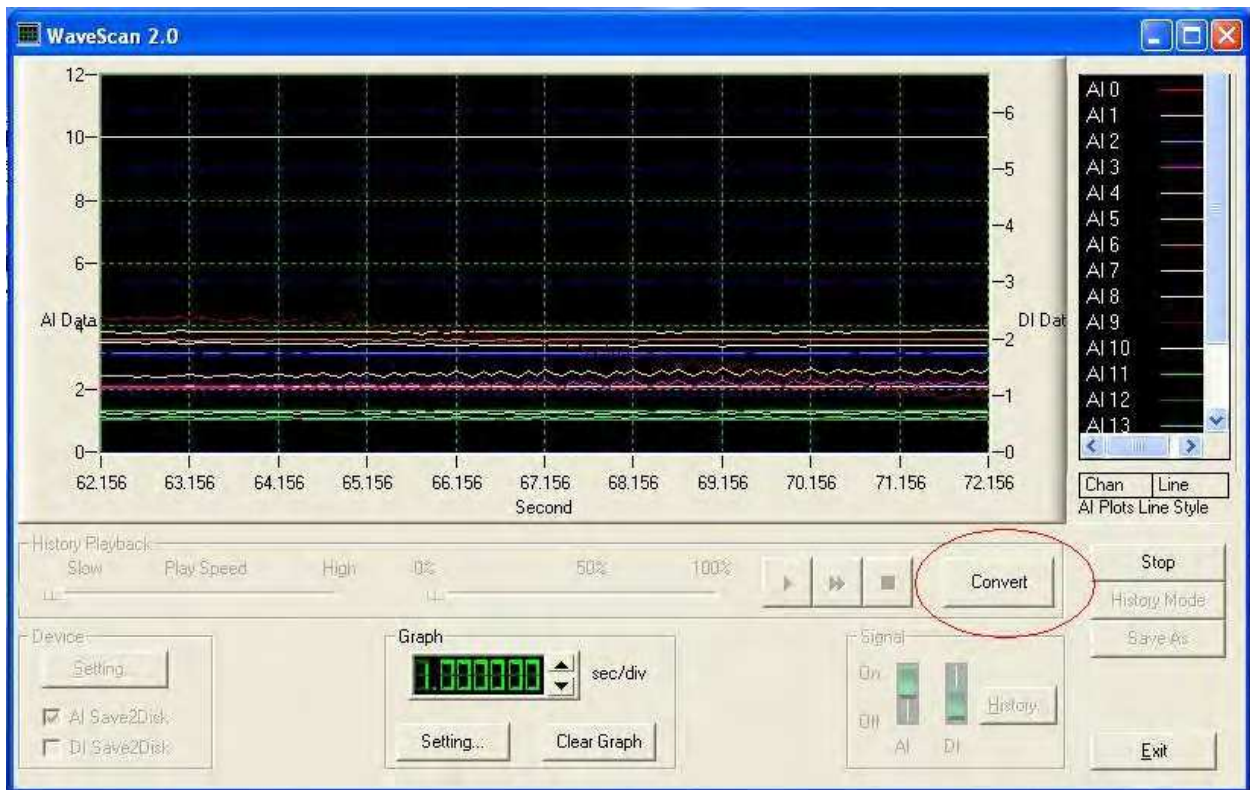 WaveScan 2.0
12
10
8
6
4
2
0
AI Data
6
5
4
3
2
1
0
DI Dat
62.156 63.156 64.156 65.156 66.156 67.156 68.156 69.156 70.156 71.156 72.156
Second
AI 0
AI 1
AI 2
AI 3
AI 4
AI 5
AI 6
AI 7
AI 8
AI 9
AI 10
AI 11
AI 12
AI 13
Chan Line
AI Plots Line Style
History Playback
Slow Play Speed High 0% 50% 100%
Convert
Stop
History Mode
Save As
Device
Setting...
AI Save2Disk
DI Save2Disk
Graph
1.000000 sec/div
Setting... Clear Graph
Signal
On
Off
AI DI
History.
Exit